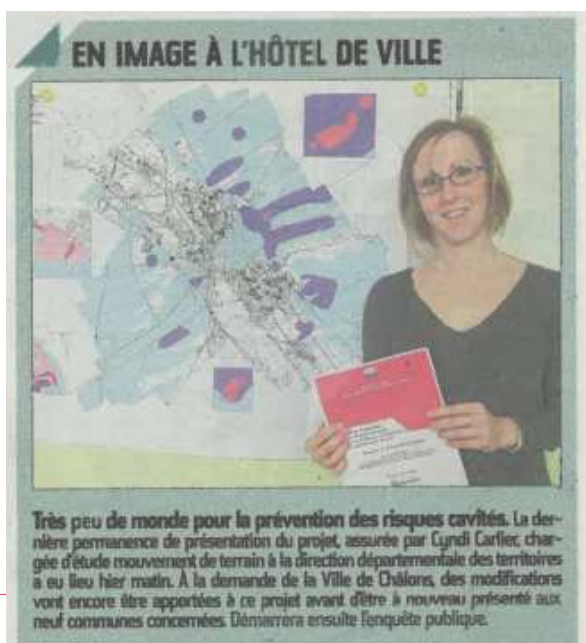 EN IMAGE À L'HÔTEL DE VILLE
Très peu de monde pour la prévention des risques cavités. La der-
nière permanence de présentation du projet, assurée par Cyndi Carlier, char-
gée d'étude mouvement de terrain à la direction départementale des territoires
a eu lieu hier matin. À la demande de la Ville de Châlons, des modifications
vont encore être apportées à ce projet avant d'être à nouveau présenté aux
neuf communes concernées. Démarrera ensuite l'enquête publique.